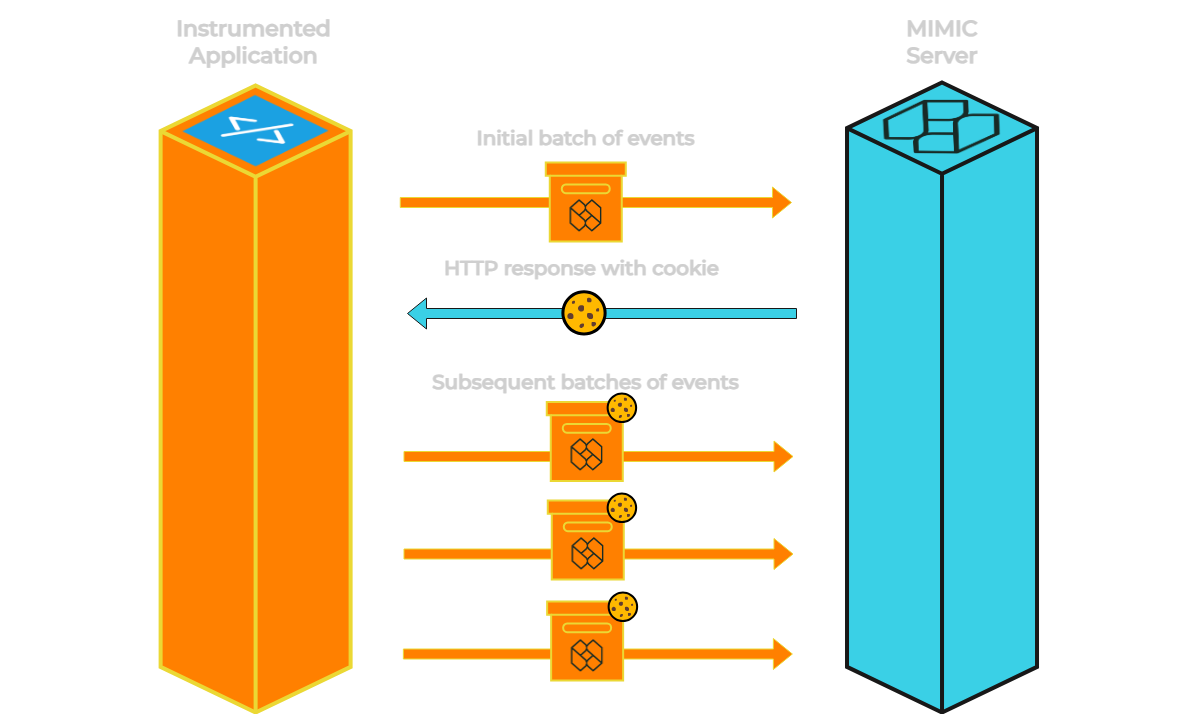 Instrumented
Application
MIMIC
Server
Initial batch of events
HTTP response with cookie
Subsequent batches of events